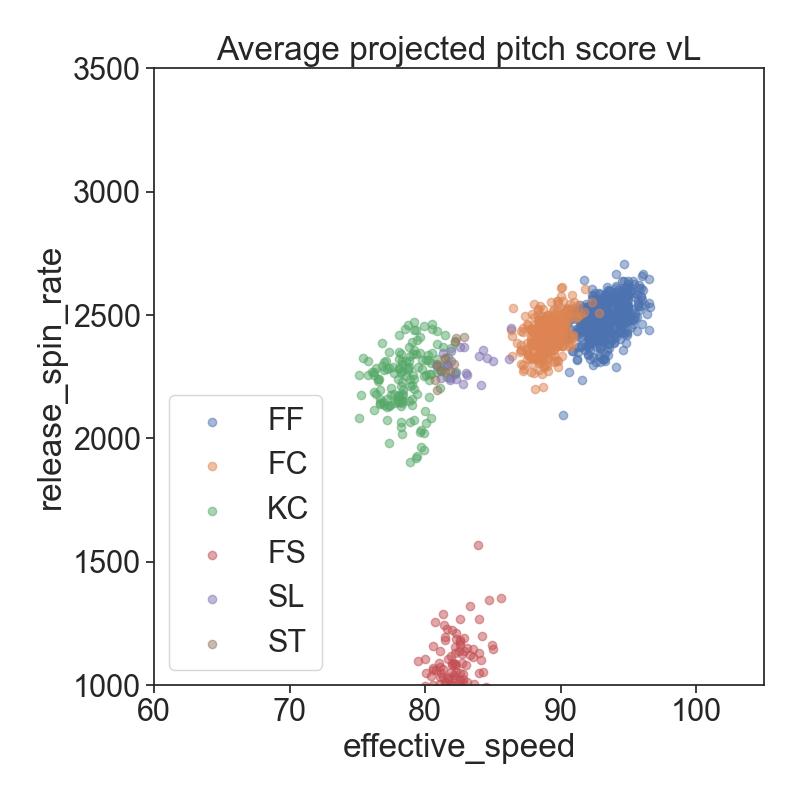 Average projected pitch score vL
release_spin_rate
3500
3000
2500
2000
1500
1000
FF
FC
KC
FS
SL
ST
60
70
80
90
100
effective_speed